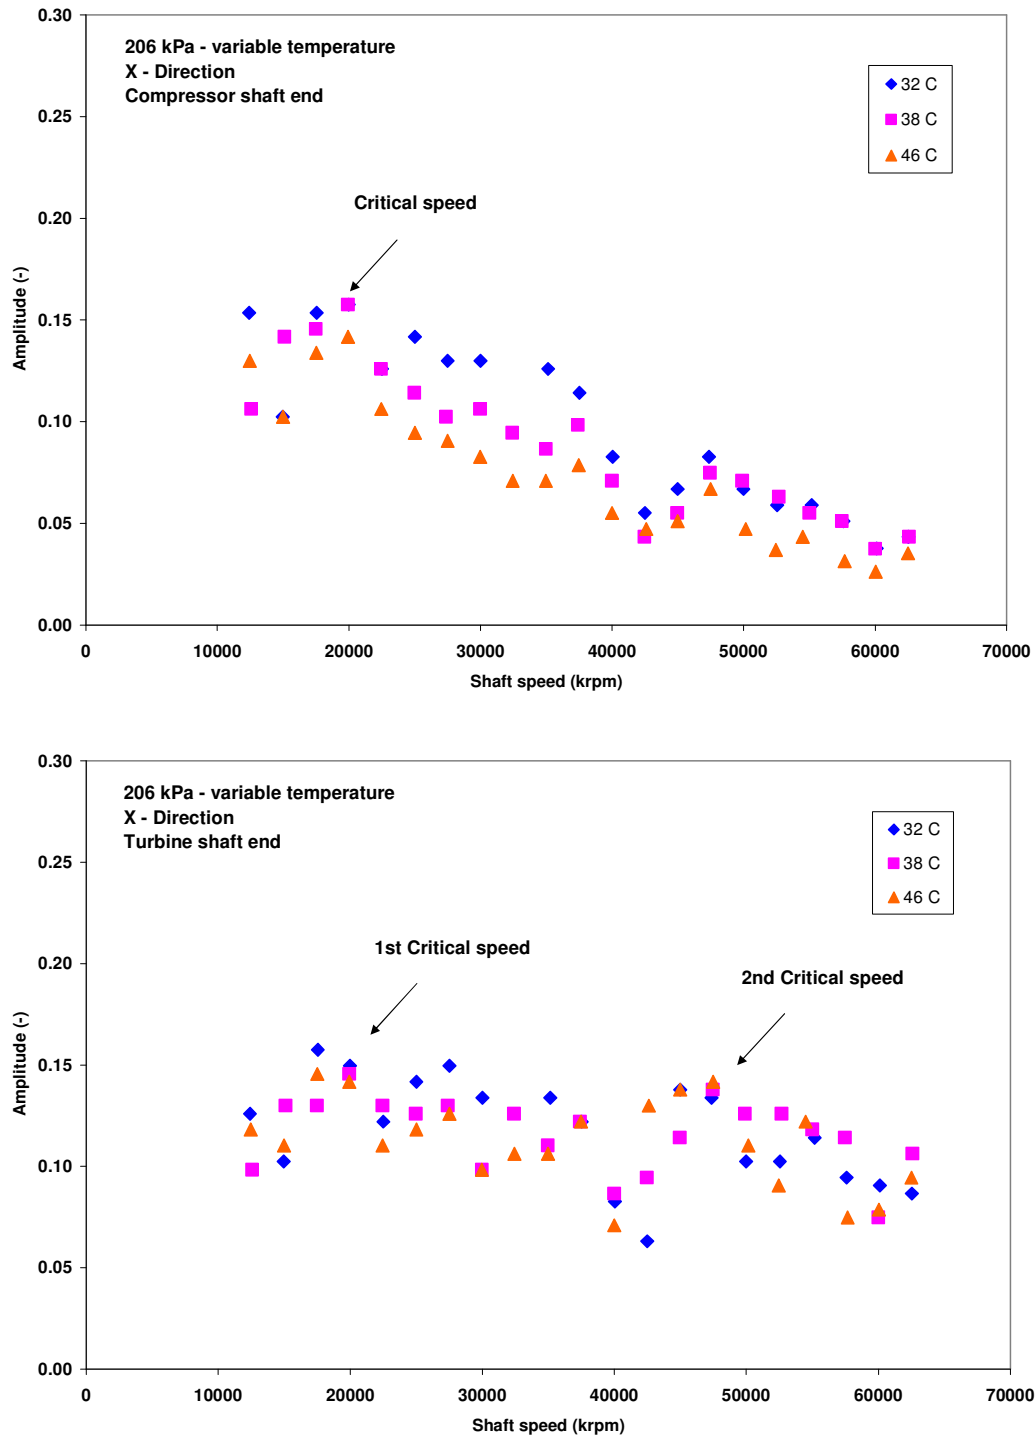 206 kPa - variable temperature
X - Direction
Compressor shaft end
32 C
38 C
46 C
Critical speed
Amplitude (-)
0.30
0.25
0.20
0.15
0.10
0.05
0.00
0 10000 20000 30000 40000 50000 60000 70000
Shaft speed (krpm)
206 kPa - variable temperature
X - Direction
Turbine shaft end
32 C
38 C
46 C
1st Critical speed
2nd Critical speed
Amplitude (-)
0.30
0.25
0.20
0.15
0.10
0.05
0.00
0 10000 20000 30000 40000 50000 60000 70000
Shaft speed (krpm)